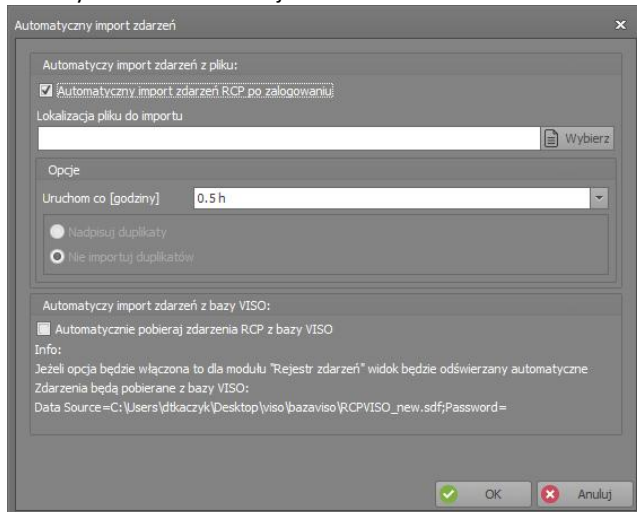 Automatyczny import zdarzeń
Automatyczy import zdarzeń z pliku:
Automatyczny import zdarzeń RCP po zalogowaniu
Lokalizacja pliku do importu
Wybierz
Opcje
Uruchom co [godziny] 0.5 h
Nadpisuj duplikaty
Nie importuj duplikatów
Automatyczy import zdarzeń z bazy VISO:
Automatycznie pobieraj zdarzenia RCP z bazy VISO
Info:
Jeżeli opcja będzie włączona to dla modułu "Rejestr zdarzeń" widok będzie odświerzany automatyczne
Zdarzenia będą pobierane z bazy VISO:
Data Source=C:\Users\dtkaczyk\Desktop\viso\bazaviso\RCPVISO_new.sdf;Password=
OK Anuluj